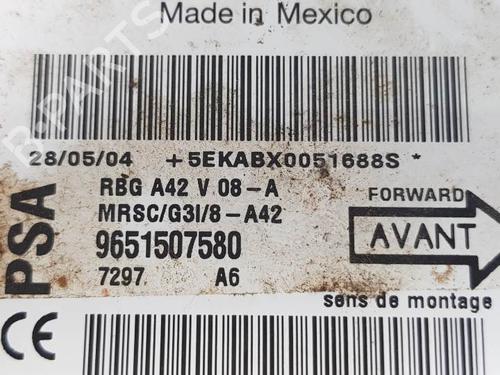 Made in Mexico
28/05/04 +5EKABX0051688S *
PSA
RBG A42 V 08-A
MRSC/G3I/8-A42
9651507580
7297 A6
FORWARD
AVANT
sens de montage
CE
B-PARTS